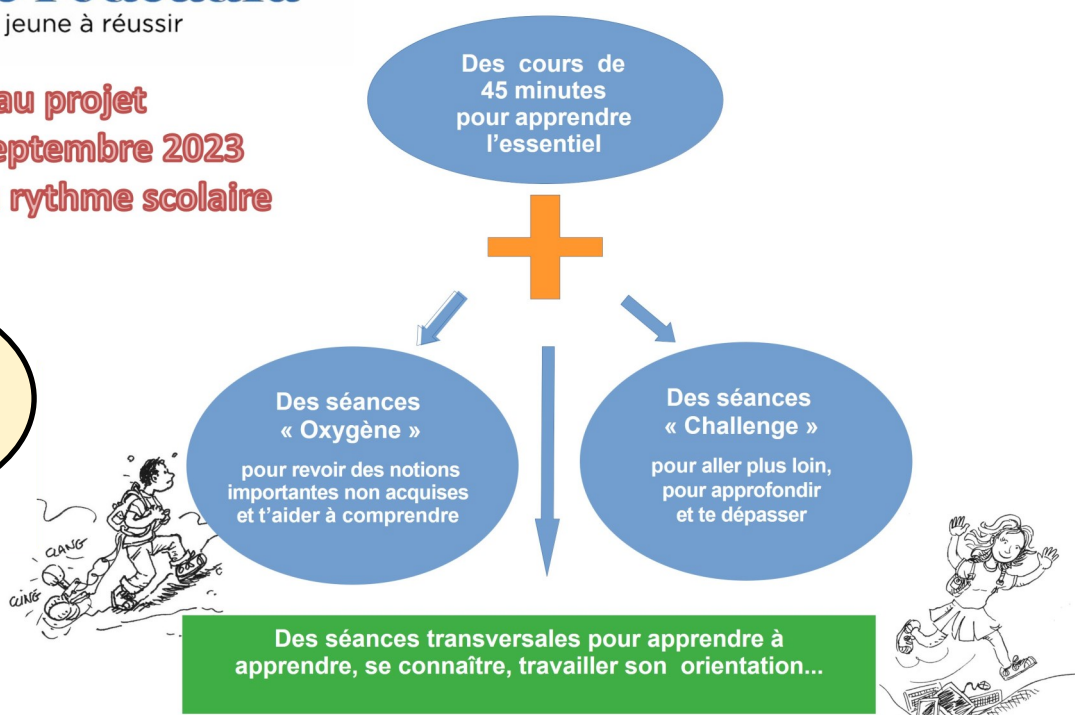 jeune à réussir
au projet
eptembre 2023
rythme scolaire
Des cours de
45 minutes
pour apprendre
l’essentiel
Des séances
« Oxygène »
pour revoir des notions
importantes non acquises
et t’aider à comprendre
Des séances
« Challenge »
pour aller plus loin,
pour approfondir
et te dépasser
CLANG
CLING
Des séances transversales pour apprendre à
apprendre, se connaître, travailler son orientation...